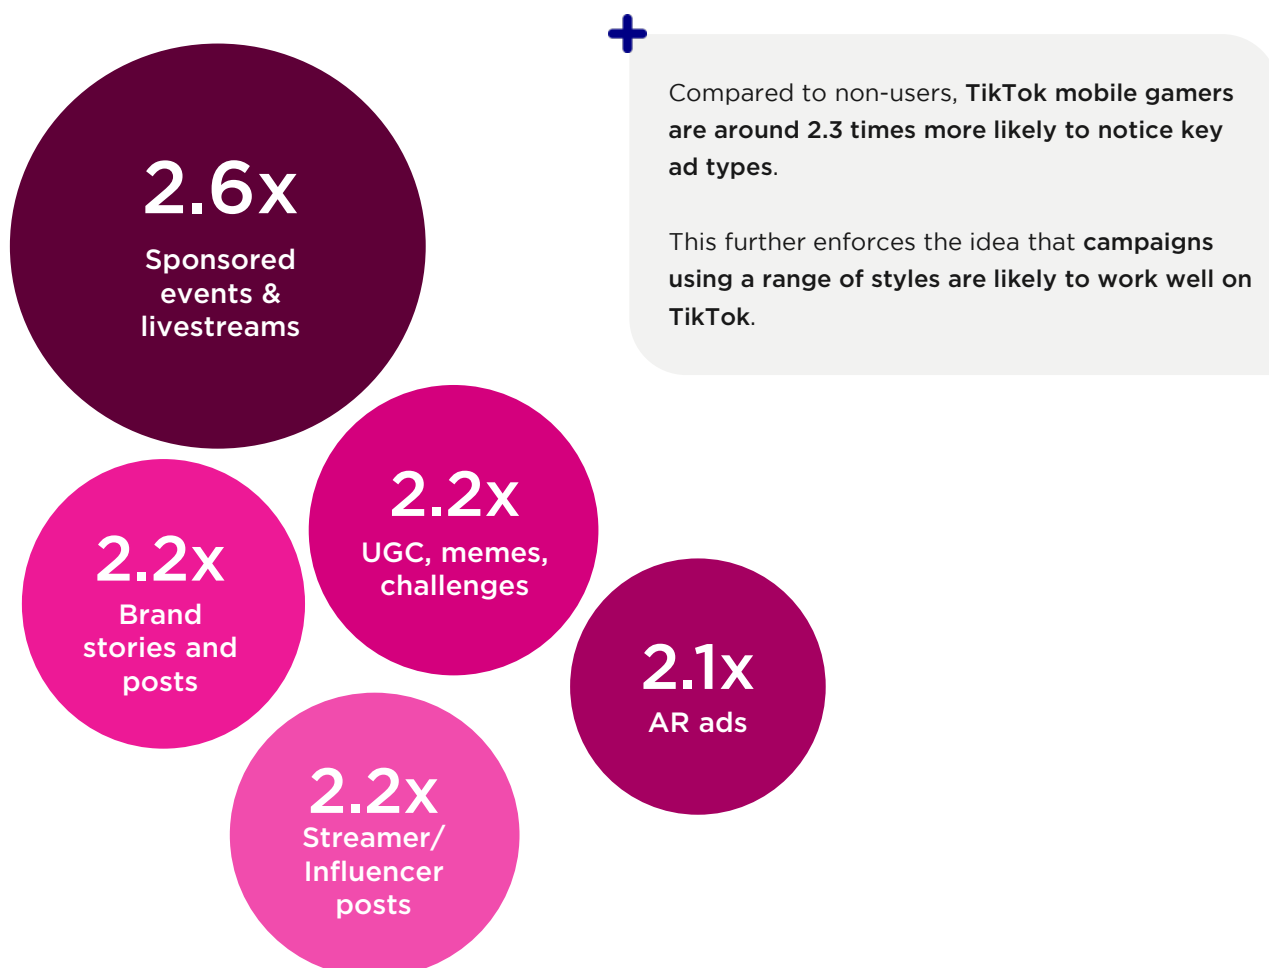 2.6x
Sponsored
events &
livestreams
Compared to non-users, TikTok mobile gamers
are around 2.3 times more likely to notice key
ad types.
This further enforces the idea that campaigns
using a range of styles are likely to work well on
TikTok.
2.2x
UGC, memes,
challenges
2.2x
Brand
stories and
posts
2.1x
AR ads
2.2x
Streamer/
Influencer
posts